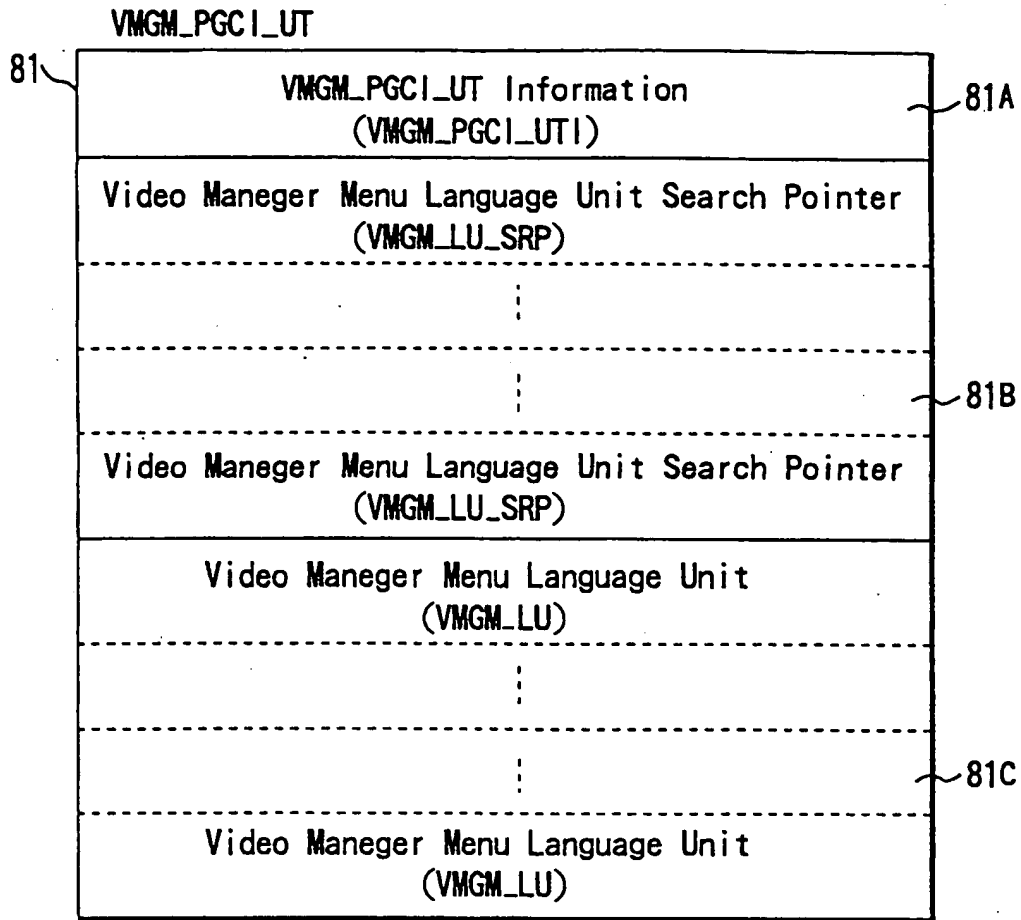 VMGM_PGCI_UT
81
VMGM_PGCI_UT Information
(VMGM_PGCI_UTI)
81A
Video Maneger Menu Language Unit Search Pointer
(VMGM_LU_SRP)
81B
Video Maneger Menu Language Unit Search Pointer
(VMGM_LU_SRP)
Video Maneger Menu Language Unit
(VMGM_LU)
81C
Video Maneger Menu Language Unit
(VMGM_LU)